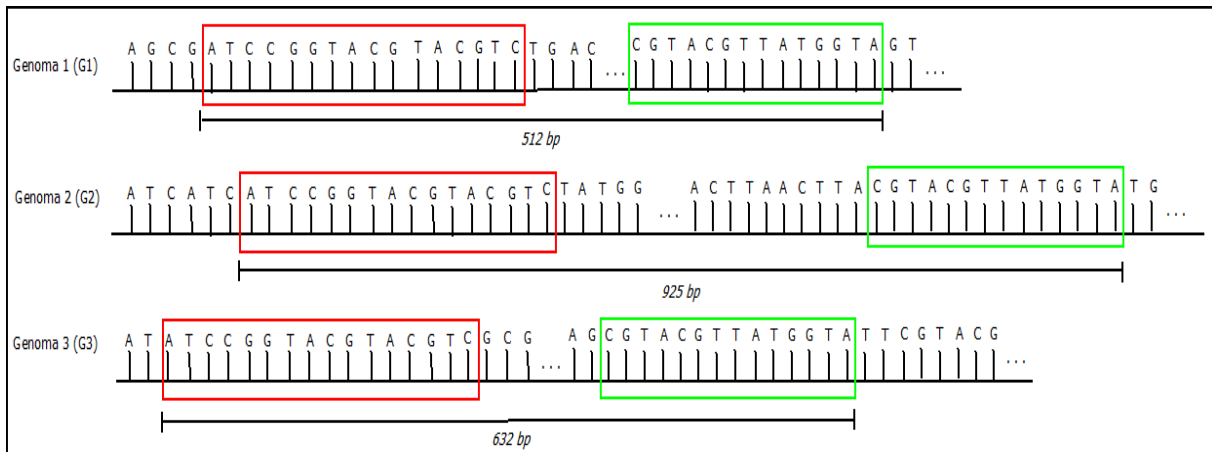 Genoma 1 (G1) A G C G A T C C G G T A C G T A C G T C T G A C ... C G T A C G T T A T G G T A G T ...
512 bp
Genoma 2 (G2) A T C A T C A T C C G G T A C G T A C G T C T A T G G ... A C T T A A C T T A C G T A C G T T A T G G T A T G ...
925 bp
Genoma 3 (G3) A T A T C C G G T A C G T A C G T C G C G ... A G C G T A C G T T A T G G T A T T C G T A C G ...
632 bp